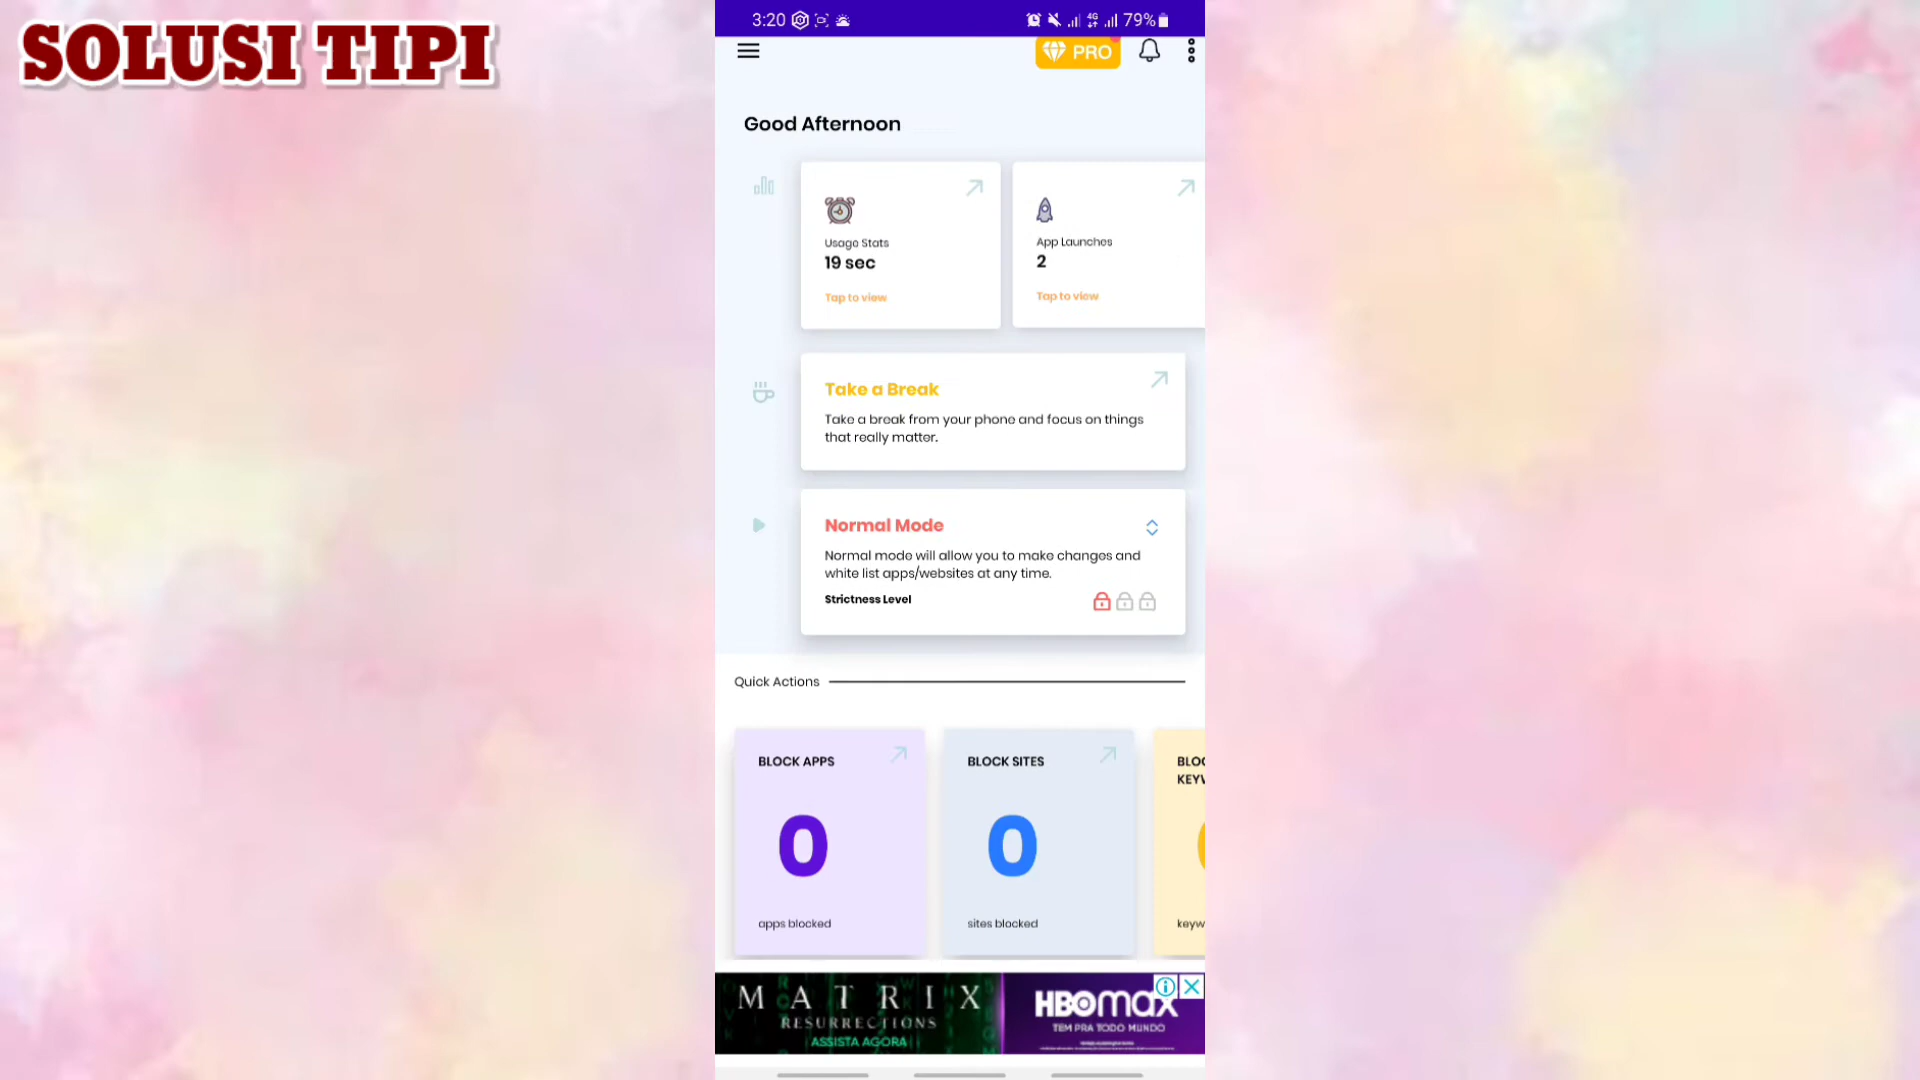 SOLUSI TIPI
3:20
4G
79%
PRO
Good Afternoon
Usage Stats
19 sec
Tap to view
App Launches
2
Tap to view
Take a Break
Take a break from your phone and focus on things
that really matter.
Normal Mode
Normal mode will allow you to make changes and
white list apps/websites at any time.
Strictness Level
Quick Actions
BLOCK APPS
0
apps blocked
BLOCK SITES
0
sites blocked
MATRIX
RESURRECTIONS
ASSISTA AGORA
HBOmax
TEM PRA TODO MUNDO